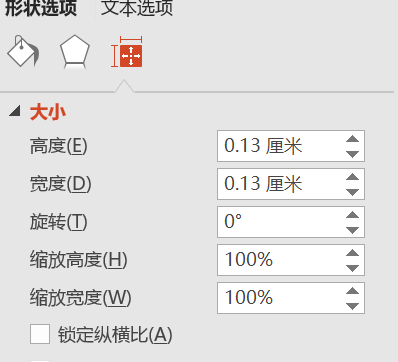 形状选项 文本选项
大小
高度(E) 0.13 厘米
宽度(D) 0.13 厘米
旋转(T) 0°
缩放高度(H) 100%
缩放宽度(W) 100%
锁定纵横比(A)